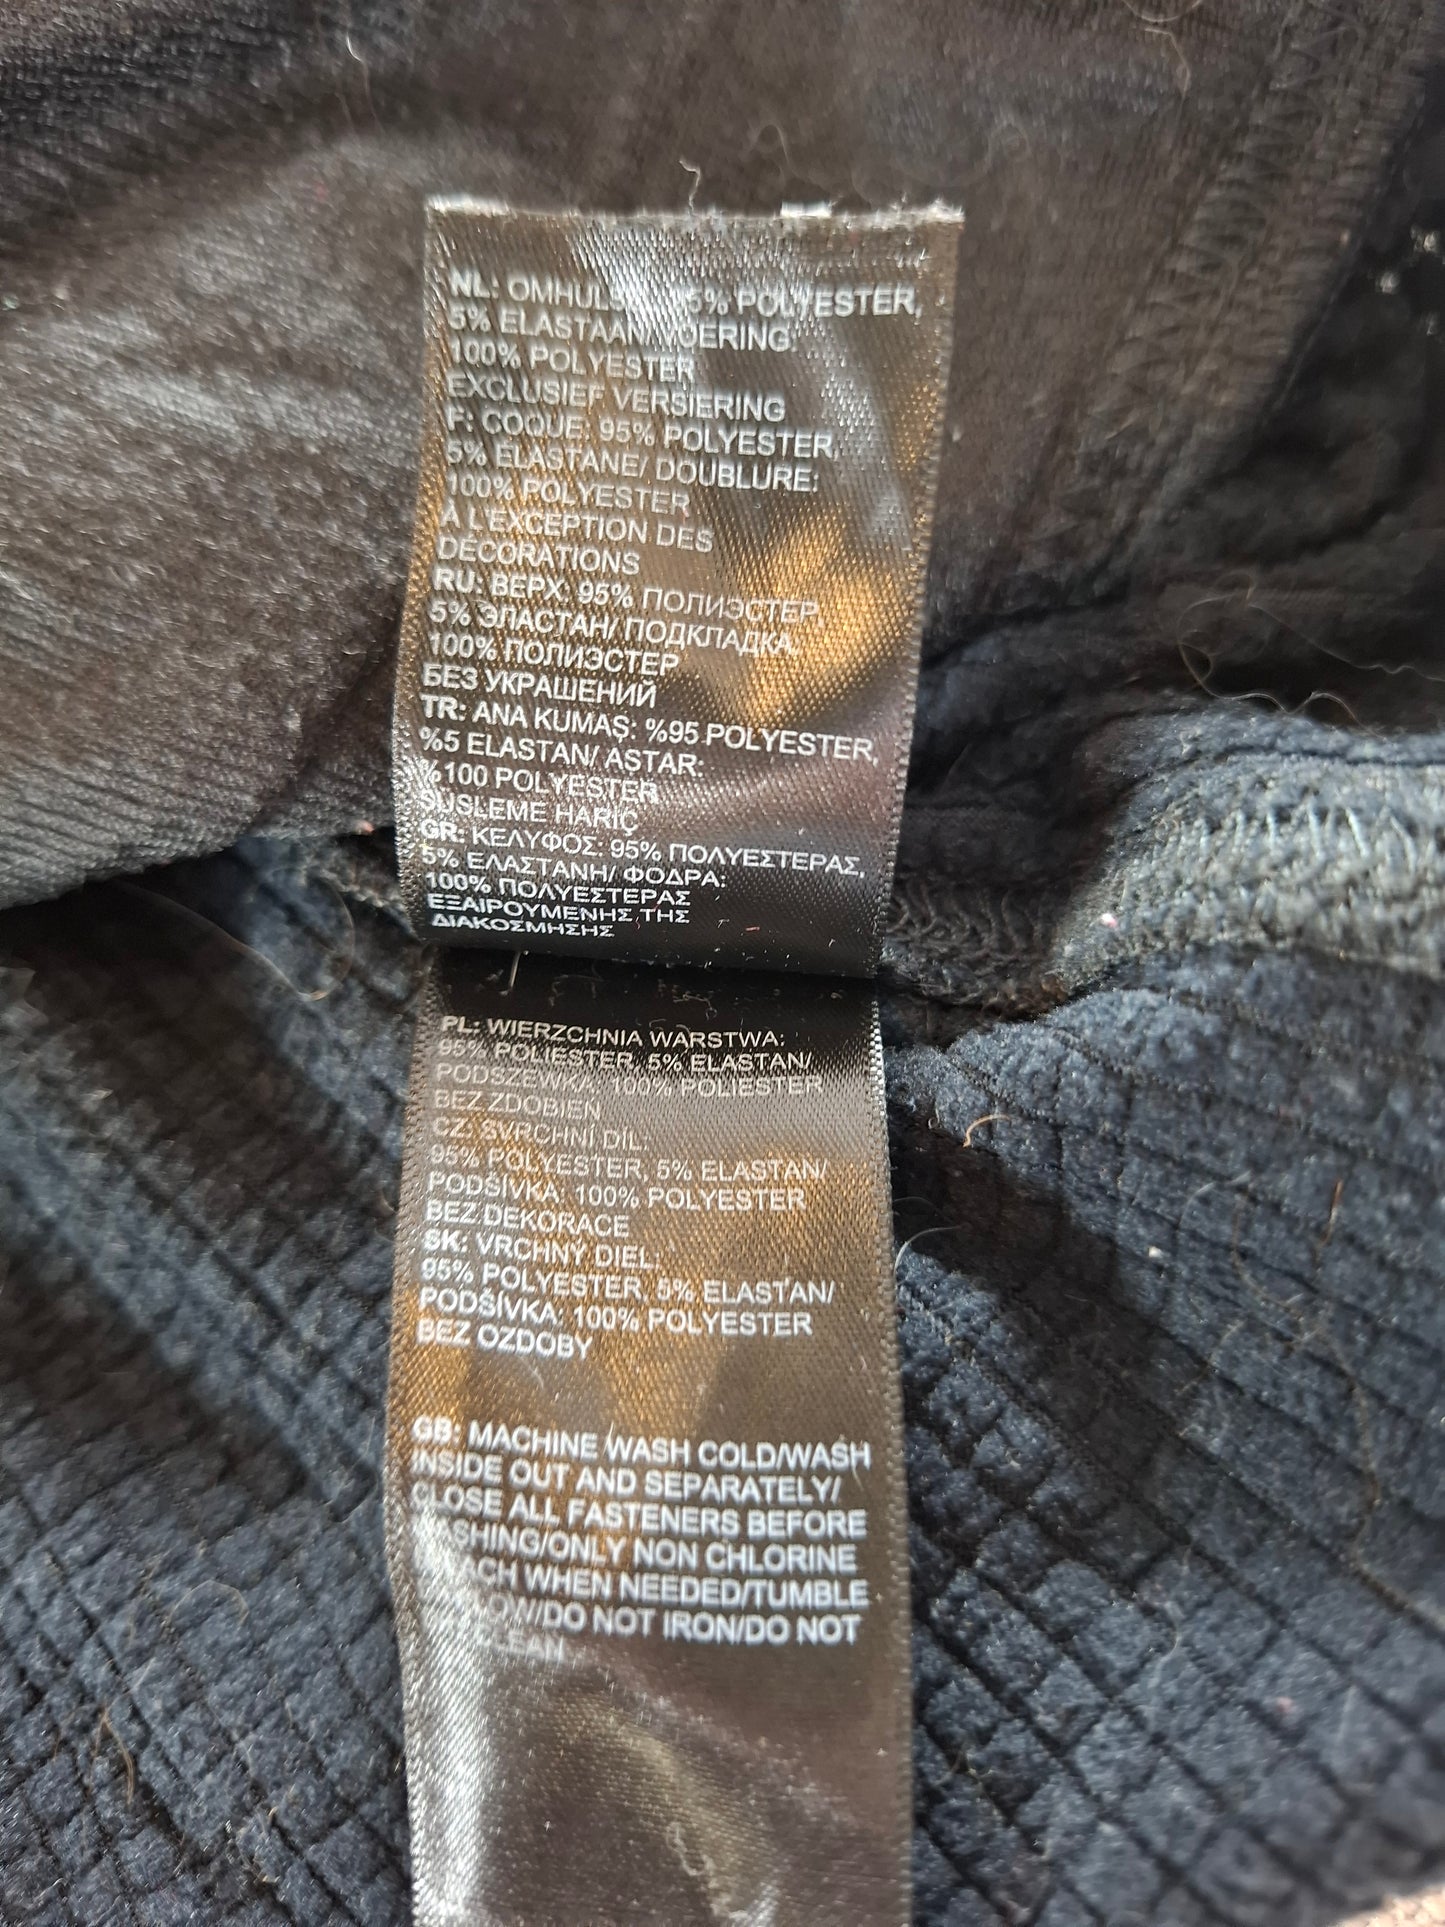 NL: 95% POLYESTER,
5% ELASTAAN/ VOERING:
100% POLYESTER
EXCLUSIEF VERSIERING
F: COQUE: 95% POLYESTER,
5% ELASTANE/ DOUBLURE:
100% POLYESTER
À L'EXCEPTION DES
DÉCORATIONS
RU: ВЕРХ: 95% ПОЛИЭСТЕР
5% ЭЛАСТАН/ ПОДКЛАДКА,
100% ПОЛИЭСТЕР
БЕЗ УКРАШЕНИЙ
TR: ANA KUMAŞ: %95 POLYESTER,
%5 ELASTAN/ ASTAR:
%100 POLYESTER
SÜSLEME HARİÇ
GR: ΚΕΛΥΦΟΣ: 95% ΠΟΛΥΕΣΤΕΡΑΣ,
5% ΕΛΑΣΤΑΝΗ/ ΦΟΔΡΑ:
100% ΠΟΛΥΕΣΤΕΡΑΣ
ΕΞΑΙΡΟΥΜΕΝΗΣ ΤΗΣ
ΔΙΑΚΟΣΜΗΣΗΣ
PL: WIERZCHNIA WARSTWA:
95% POLIESTER, 5% ELASTAN/
PODSZEWKA: 100% POLIESTER
BEZ ZDOBIEŃ
CZ: SVRCHNÍ DÍL:
95% POLYESTER, 5% ELASTAN/
PODŠÍVKA: 100% POLYESTER
BEZ DEKORACE
SK: VRCHNÝ DIEL:
95% POLYESTER, 5% ELASTAN/
PODŠÍVKA: 100% POLYESTER
BEZ OZDOBY
GB: MACHINE WASH COLD/WASH
INSIDE OUT AND SEPARATELY/
CLOSE ALL FASTENERS BEFORE
WASHING/ONLY NON CHLORINE
BLEACH WHEN NEEDED/TUMBLE
LOW/DO NOT IRON/DO NOT
CLEAN